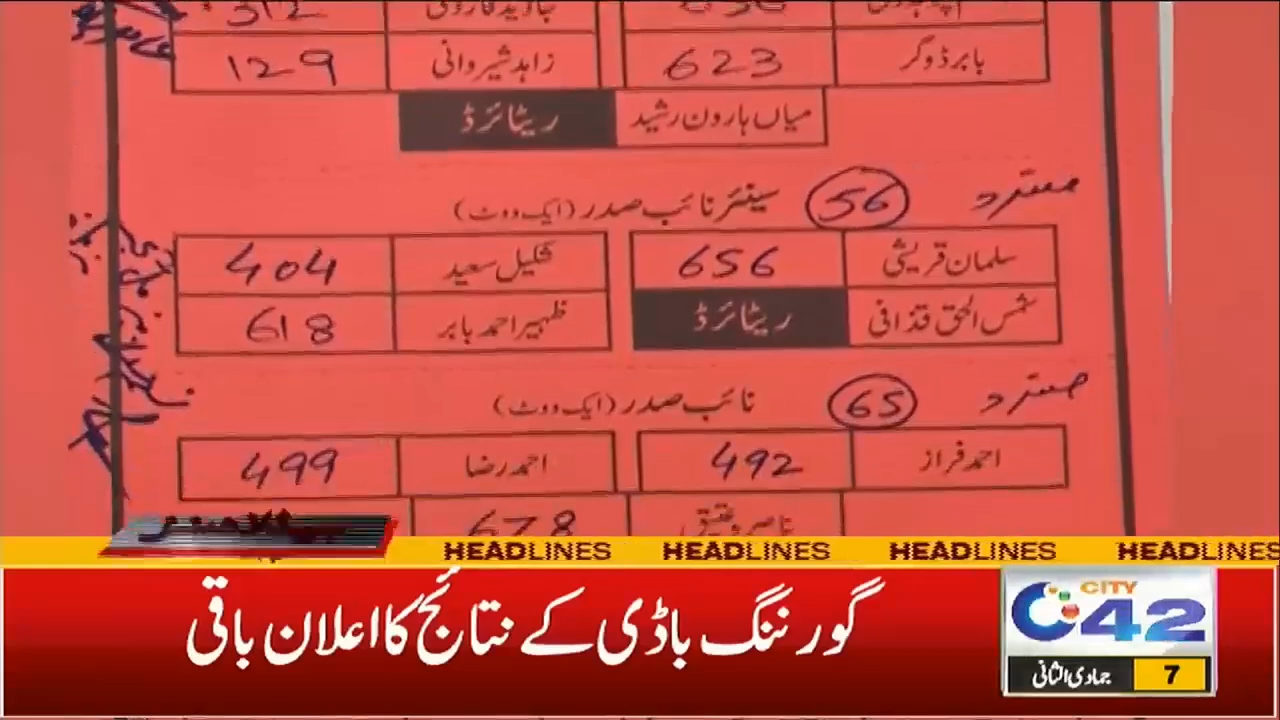 312
بابر ڈوگر 623 زاہد شیروانی 129
میاں ہارون رشید ریٹائرڈ
مسترد 56 سینئر نائب صدر (ایک ووٹ)
سلمان قریشی 656 شکیل سعید 404
شمس الحق قذافی ریٹائرڈ ظہیر احمد بابر 618
مسترد 65 نائب صدر (ایک ووٹ)
احمد فراز 492 احمد رضا 499
678
HEADLINES HEADLINES HEADLINES HEADLINES
گورننگ باڈی کے نتائج کا اعلان باقی
CITY 42
جمادی الثانی 7